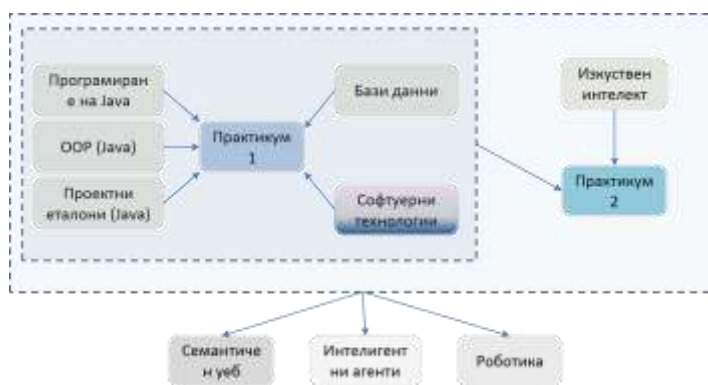 Програмиран
е на Java
Бази данни
Изкуствен
интелект
OOP (Java)
Практикум
1
Проектни
еталони (Java)
Софтуерни
технологии
Практикум
2
Семантиче
н уеб
Интелигент
ни агенти
Роботика